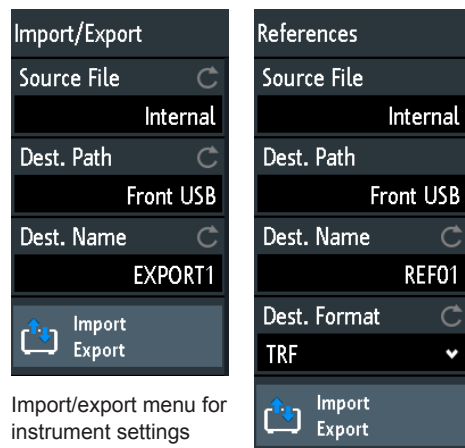 Import/Export
Source File
Internal
Dest. Path
Front USB
Dest. Name
EXPORT1
Import
Export
Import/export menu for
instrument settings
References
Source File
Internal
Dest. Path
Front USB
Dest. Name
REF01
Dest. Format
TRF
Import
Export